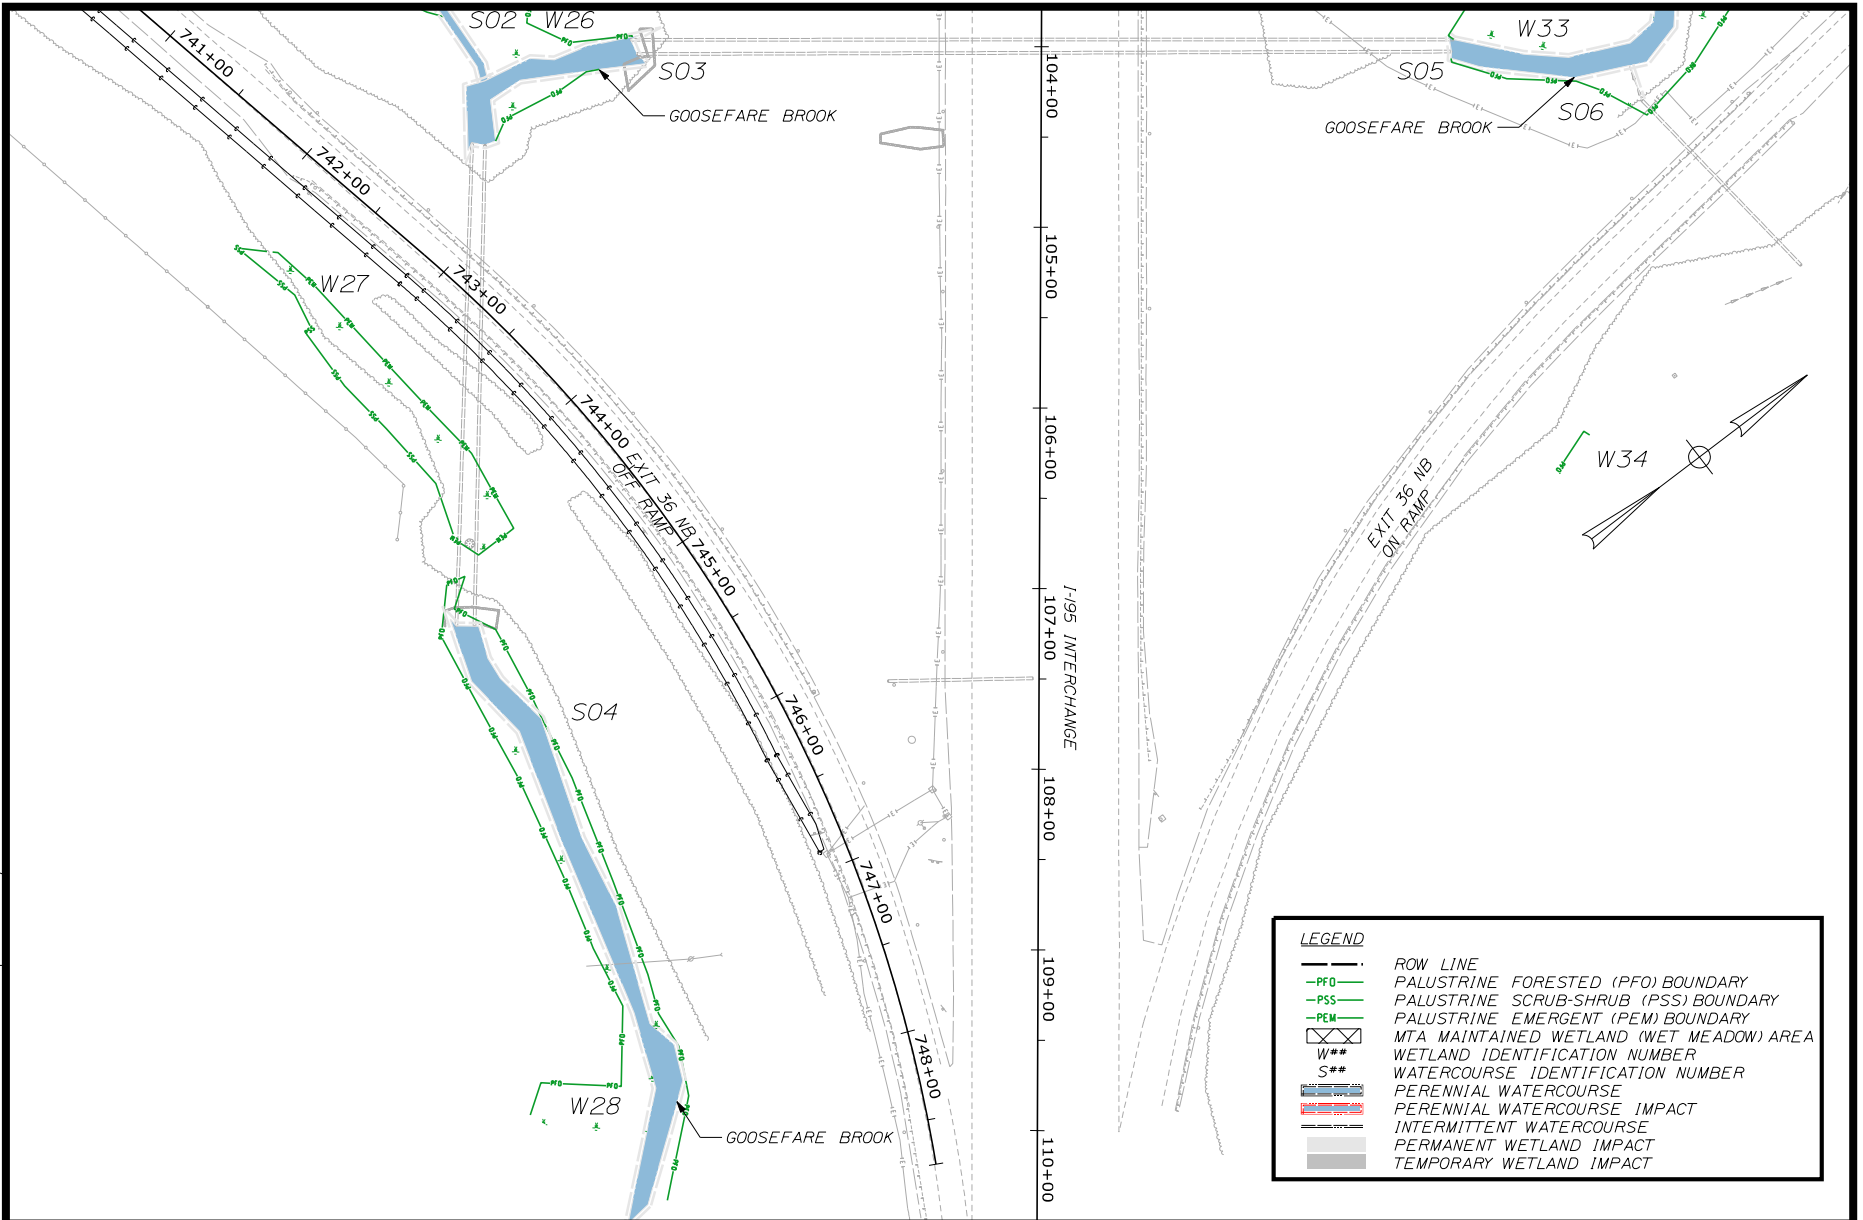 S02 W26
W33
S03
S05
GOOSEFARE BROOK
GOOSEFARE BROOK
S06
741+00
742+00
743+00
744+00
745+00
746+00
747+00
748+00
104+00
105+00
106+00
107+00
108+00
109+00
110+00
W27
EXIT 36 NB
OFF RAMP
EXIT 36 NB
ON RAMP
W34
I-195 INTERCHANGE
S04
W28
GOOSEFARE BROOK
LEGEND
ROW LINE
PFO PALUSTRINE FORESTED (PFO) BOUNDARY
PSS PALUSTRINE SCRUB-SHRUB (PSS) BOUNDARY
PEM PALUSTRINE EMERGENT (PEM) BOUNDARY
MTA MAINTAINED WETLAND (WET MEADOW) AREA
W## WETLAND IDENTIFICATION NUMBER
S## WATERCOURSE IDENTIFICATION NUMBER
PERENNIAL WATERCOURSE
PERENNIAL WATERCOURSE IMPACT
INTERMITTENT WATERCOURSE
PERMANENT WETLAND IMPACT
TEMPORARY WETLAND IMPACT